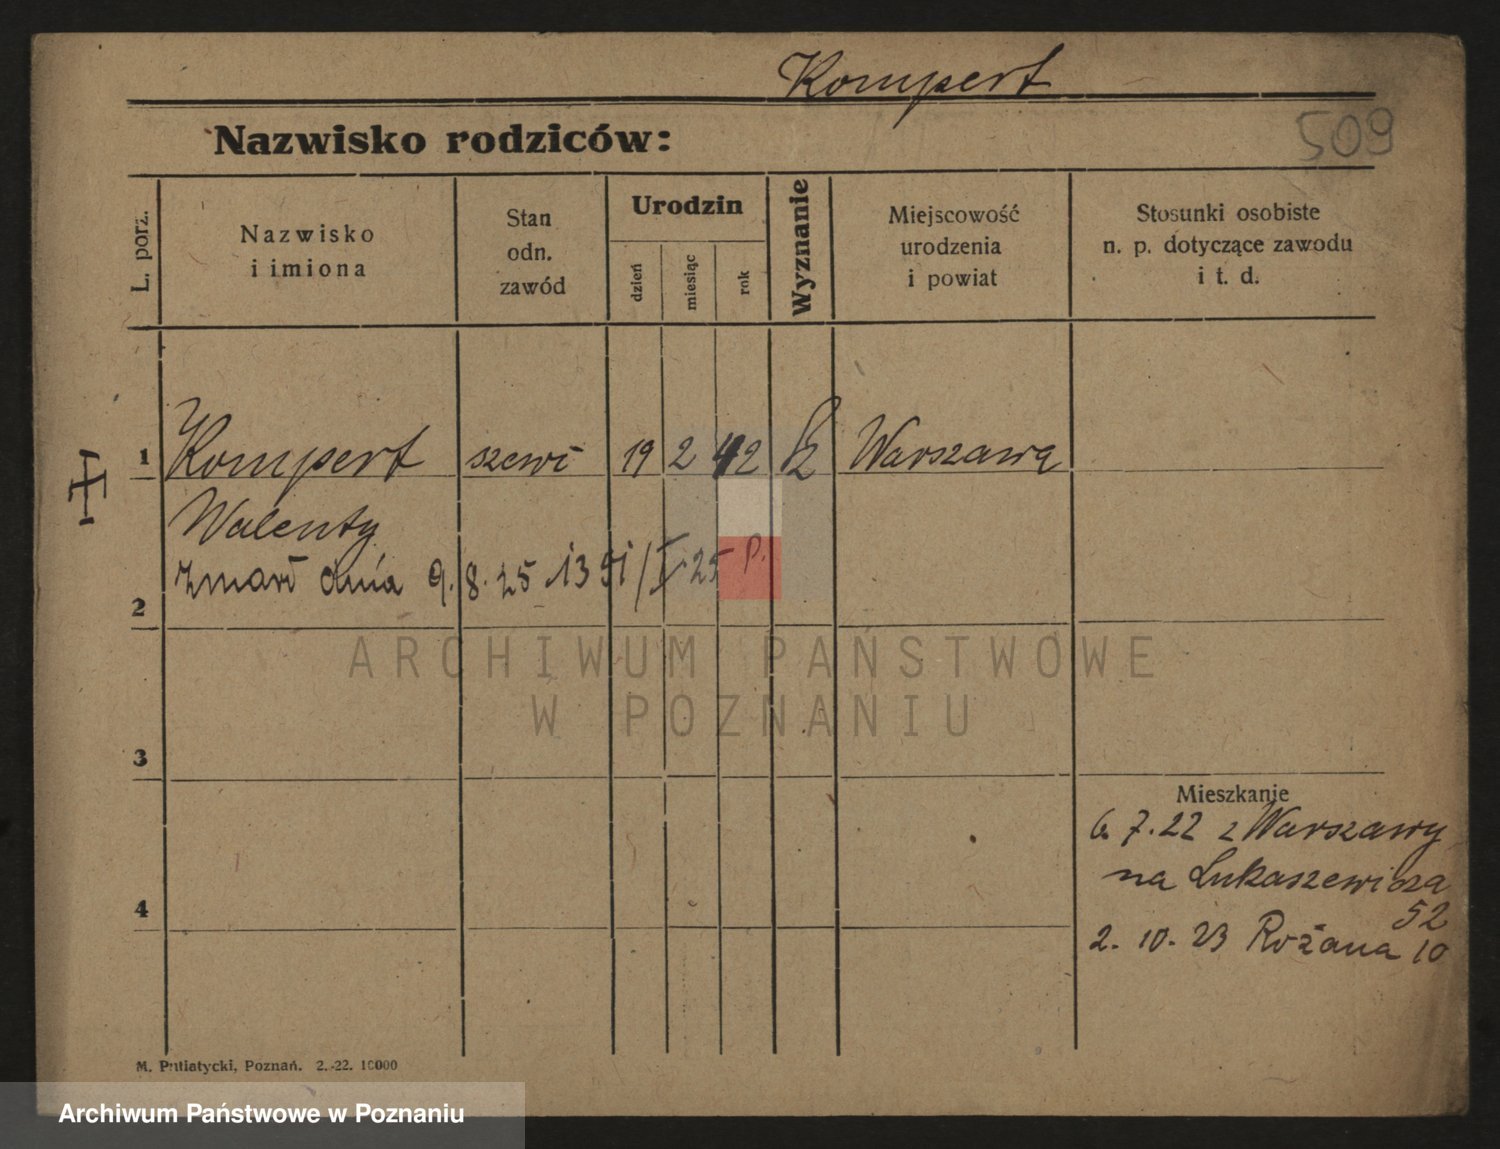 Kompert
Nazwisko rodziców:
509
L. porz.
Nazwisko
i imiona
Stan
odn.
zawód
Urodzin
dzień
miesiąc
rok
Wyznanie
Miejscowość
urodzenia
i powiat
Stosunki osobiste
n. p. dotyczące zawodu
i t. d.
1 Kompert szewc 19 2 42 Warszawa
Walenty
zmarł dnia 9.8.25 1391/V.25 P.
2
ARCHIWUM PAŃSTWOWE
W POZNANIU
3
Mieszkanie
6.7.22 z Warszawy
na Łukaszewicza
52
4
2.10.23 Różana 10
M. Putiatycki, Poznań. 2.-22. 10000
Archiwum Państwowe w Poznaniu